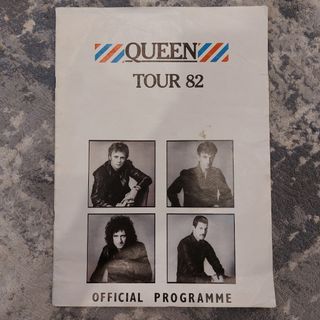 QUEEN
TOUR 82
OFFICIAL PROGRAMME